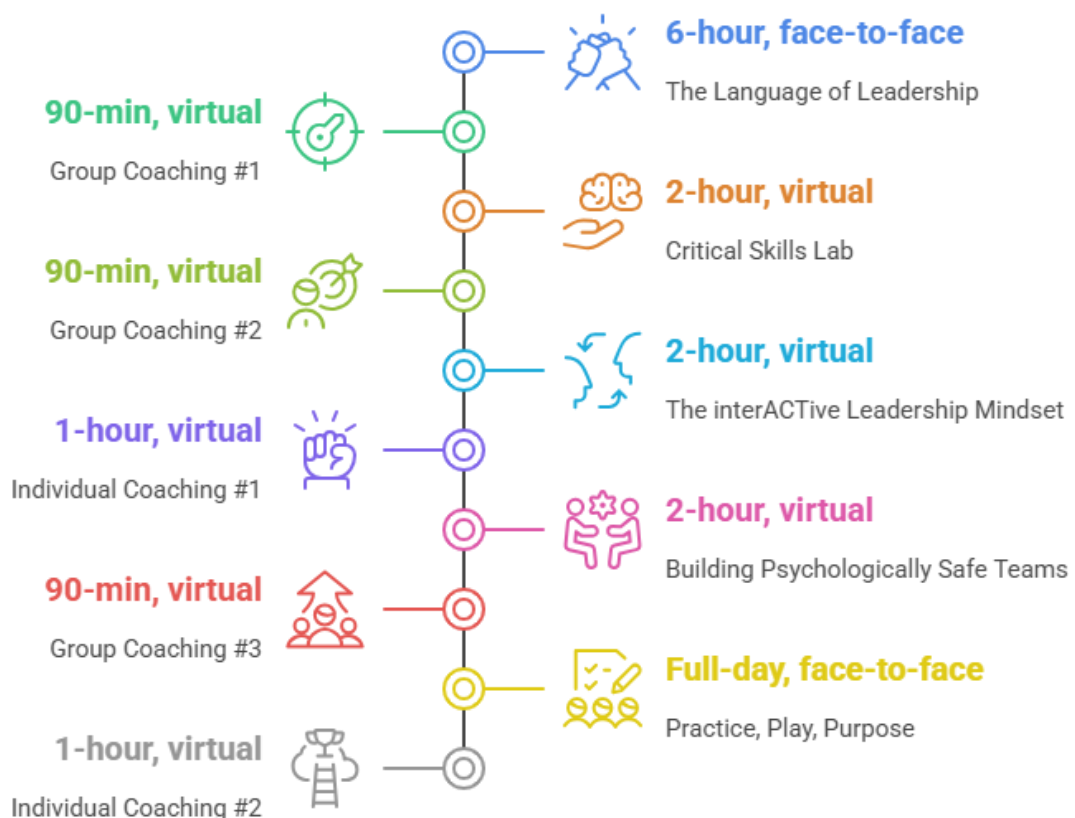 6-hour, face-to-face
The Language of Leadership
90-min, virtual
Group Coaching #1
2-hour, virtual
Critical Skills Lab
90-min, virtual
Group Coaching #2
2-hour, virtual
The interACTive Leadership Mindset
1-hour, virtual
Individual Coaching #1
2-hour, virtual
Building Psychologically Safe Teams
90-min, virtual
Group Coaching #3
Full-day, face-to-face
Practice, Play, Purpose
1-hour, virtual
Individual Coaching #2